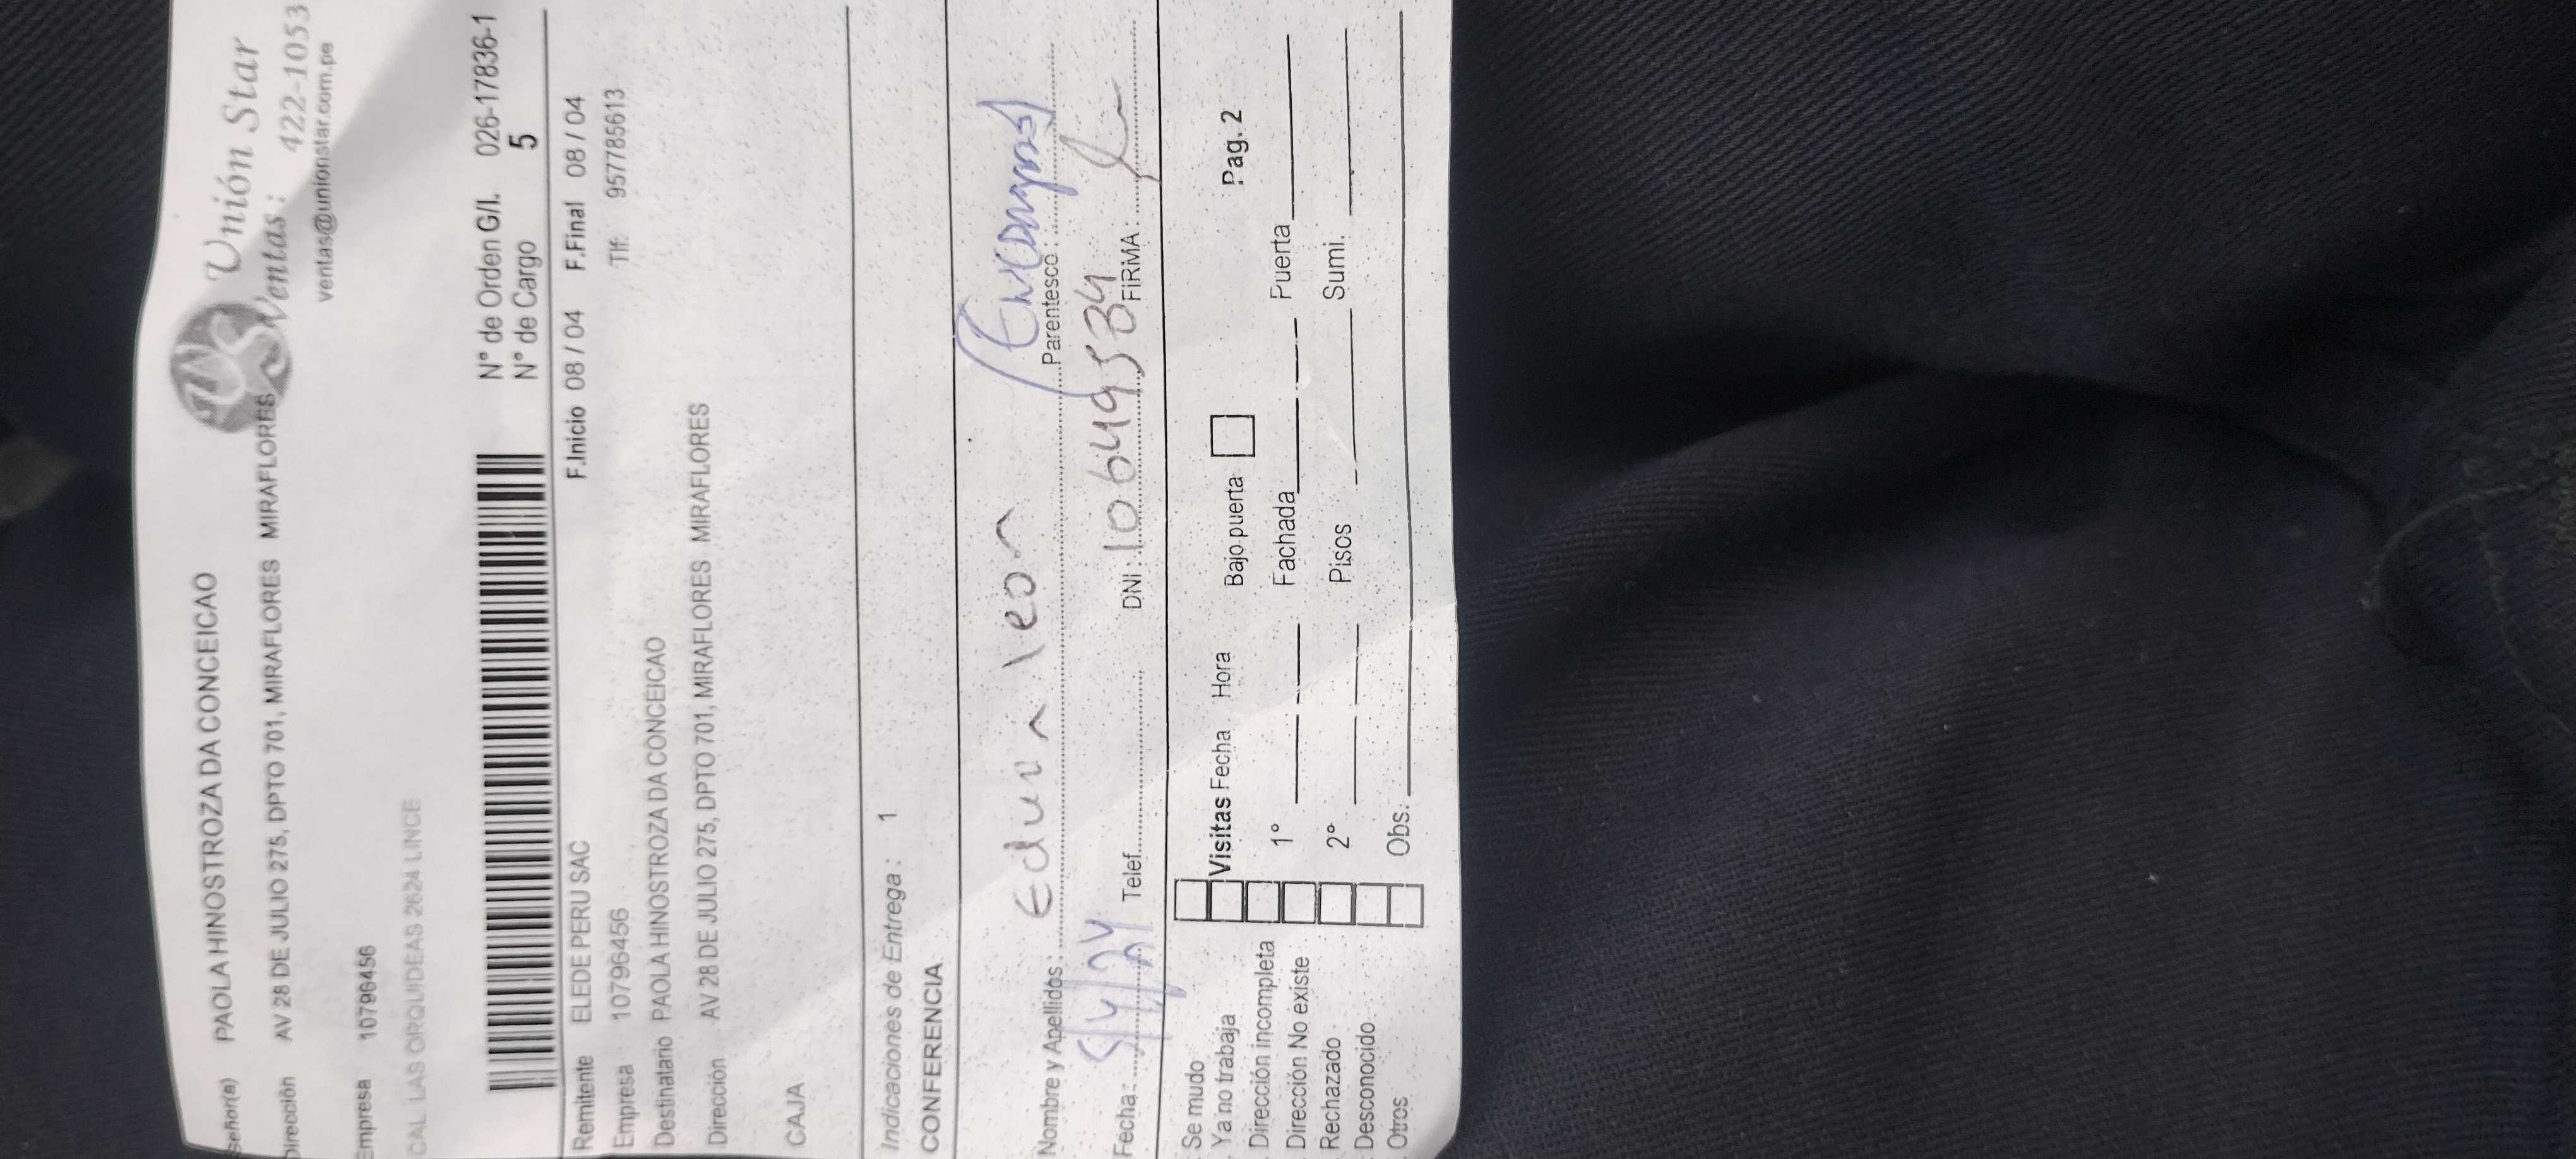 Señor(a) PAOLA HINOSTROZA DA CONCEICAO
Unión Star
Dirección AV 28 DE JULIO 275, DPTO 701, MIRAFLORES MIRAFLORES
Ventas : 422-1053
ventas@unionstar.com.pe
Empresa 10796456
CAL. LAS ORQUIDEAS 2624 LINCE
N° de Orden G/I. 026-17836-1
N° de Cargo 5
F.Inicio 08 / 04 F.Final 08 / 04
Remitente ELEDE PERU SAC
Empresa 10796456 Tlf: 957785613
Destinatario PAOLA HINOSTROZA DA CONCEICAO
Dirección AV 28 DE JULIO 275, DPTO 701, MIRAFLORES MIRAFLORES
CAJA
Indicaciones de Entrega : 1
CONFERENCIA
Nombre y Apellidos : Eduin leon Parentesco :
Fecha: Telef. DNI : 10649534 FIRMA :
Se mudo
Ya no trabaja Visitas Fecha Hora Bajo puerta Pag. 2
Dirección incompleta
Dirección No existe 1° Fachada Puerta
Rechazado 2° Pisos Sumi.
Desconocido
Otros Obs.